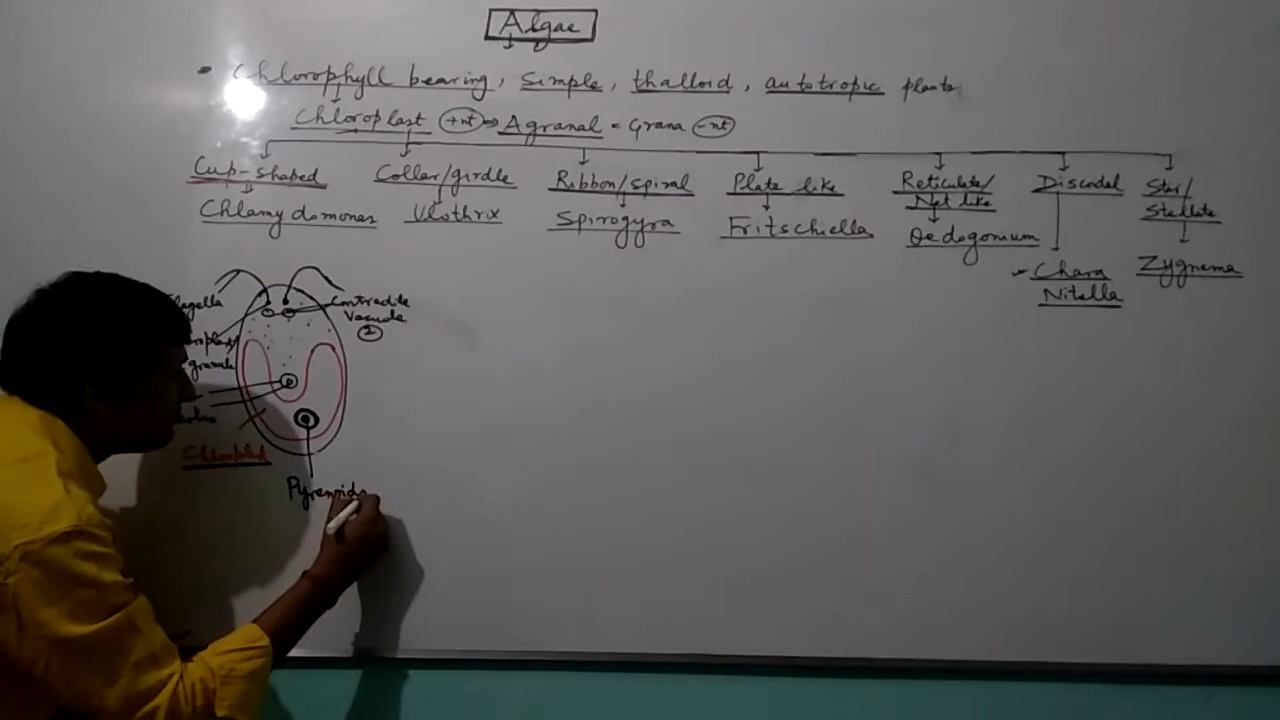 Algae
Chlorophyll bearing, simple, thalloid, autotropic plants
Chloroplast +nt ⇒ Agranal = Grana -nt
Cup-shaped
Chlamydomonas
Collar/girdle
Ulothrix
Ribbon/spiral
Spirogyra
Plate like
Fritschiella
Reticulate/
Net like
Oedogonium
Discoidal
Chara
Nitella
Star/
Stellate
Zygnema
Contractile
Vacuole
2
Chloroplast
Pyrenoids